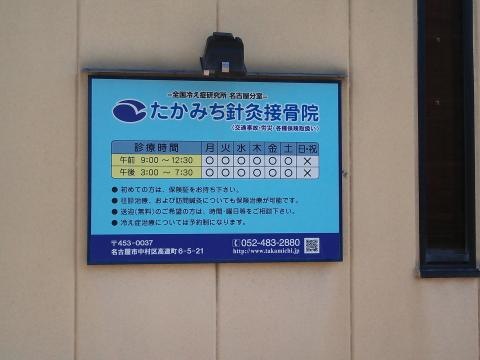 −全国冷え症研究所 名古屋分室−
たかみち針灸接骨院
(交通事故・労災・各種保険取扱い)
診療時間 月 火 水 木 金 土 日・祝
午前 9:00 〜 12:30 ○ ○ ○ ○ ○ ○ ×
午後 3:00 〜 7:30 ○ ○ ○ ○ ○ ○ ×
● 初めての方は、保険証をお持ち下さい。
● 往診治療、および訪問鍼灸についても保険治療が可能です。
● 送迎(無料)のご希望の方は、時間・曜日等をご相談下さい。
● 冷え症治療については予約制になります。
〒453-0037
名古屋市中村区高道町6-5-21
052-483-2880
http://www.takamichi.jp/